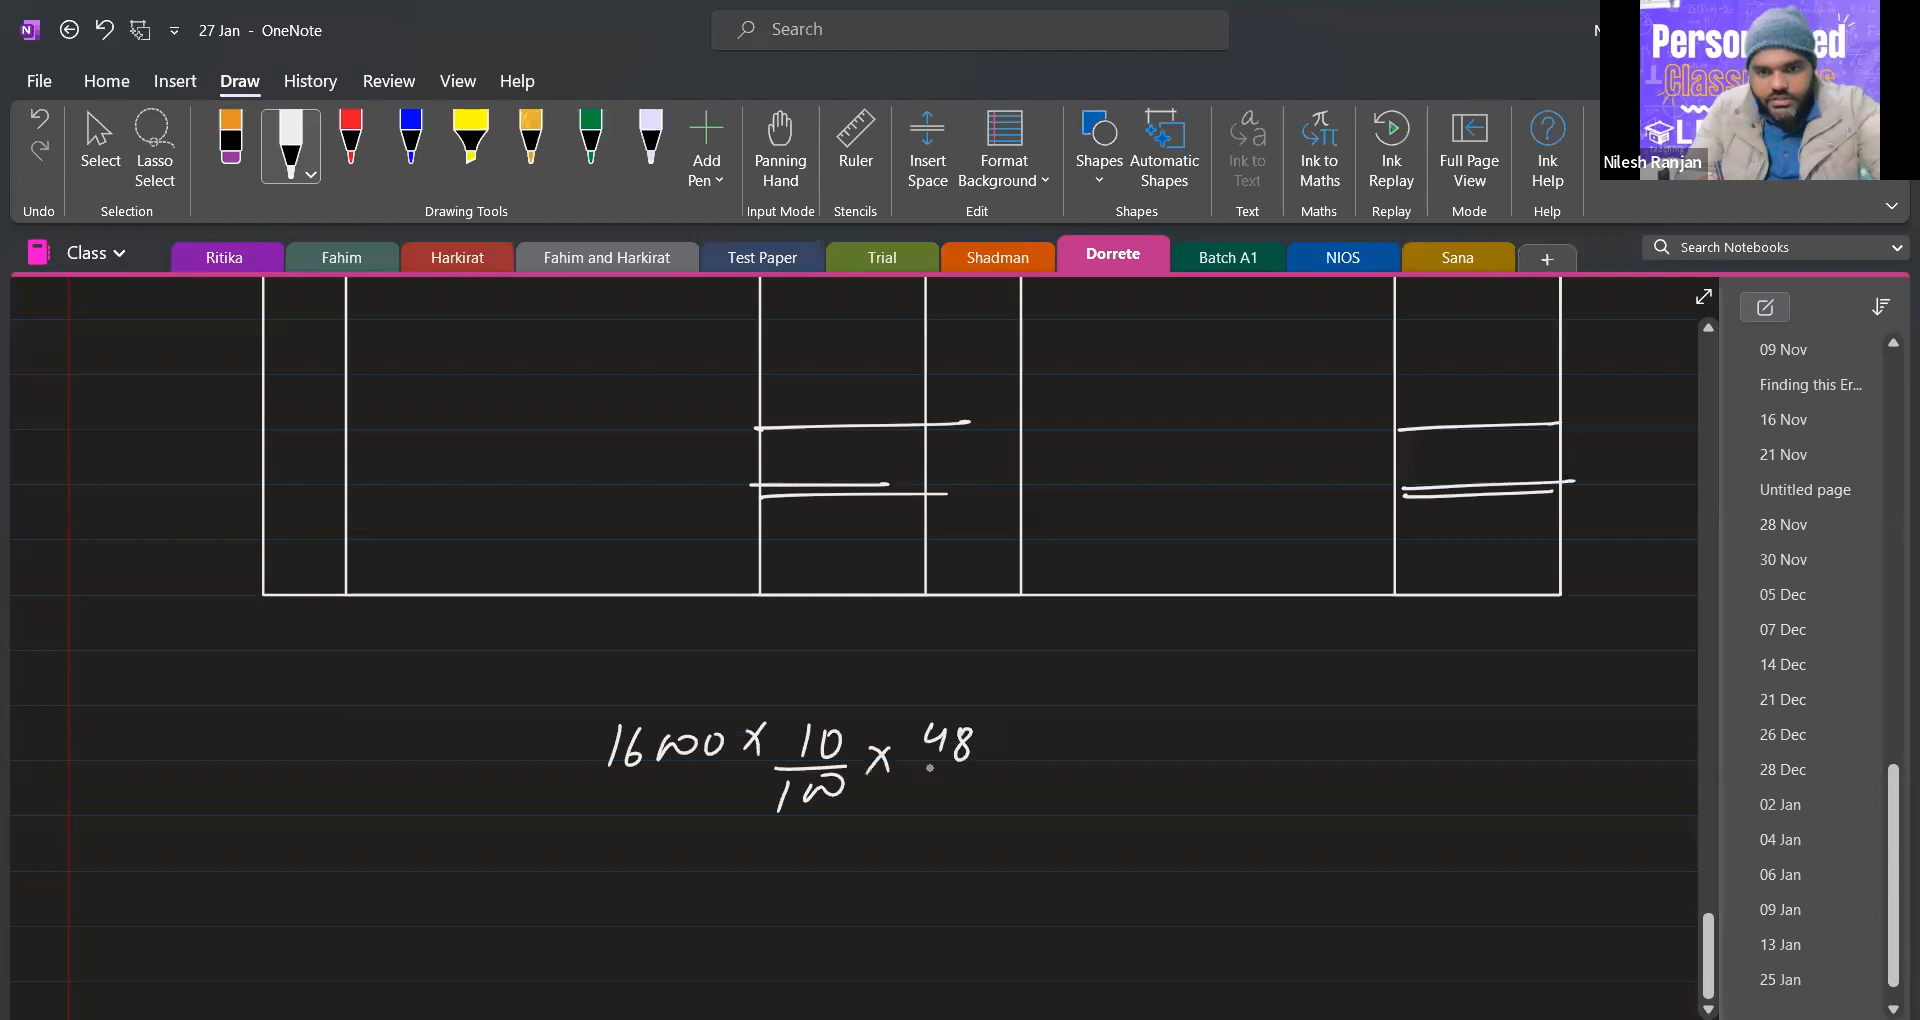 27 Jan - OneNote
Search
File Home Insert Draw History Review View Help
Select
Lasso Select
Add Pen
Panning Hand
Ruler
Insert Space
Format Background
Shapes
Automatic Shapes
Ink to Text
Ink to Maths
Ink Replay
Full Page View
Ink Help
Undo Selection Drawing Tools Input Mode Stencils Edit Shapes Text Maths Replay Mode Help
Nilesh Ranjan
Class
Ritika Fahim Harkirat Fahim and Harkirat Test Paper Trial Shadman Dorrete Batch A1 NIOS Sana +
Search Notebooks
09 Nov
Finding this Er...
16 Nov
21 Nov
Untitled page
28 Nov
30 Nov
05 Dec
07 Dec
14 Dec
21 Dec
26 Dec
28 Dec
02 Jan
04 Jan
06 Jan
09 Jan
13 Jan
25 Jan
16000 × 10 × 48
100